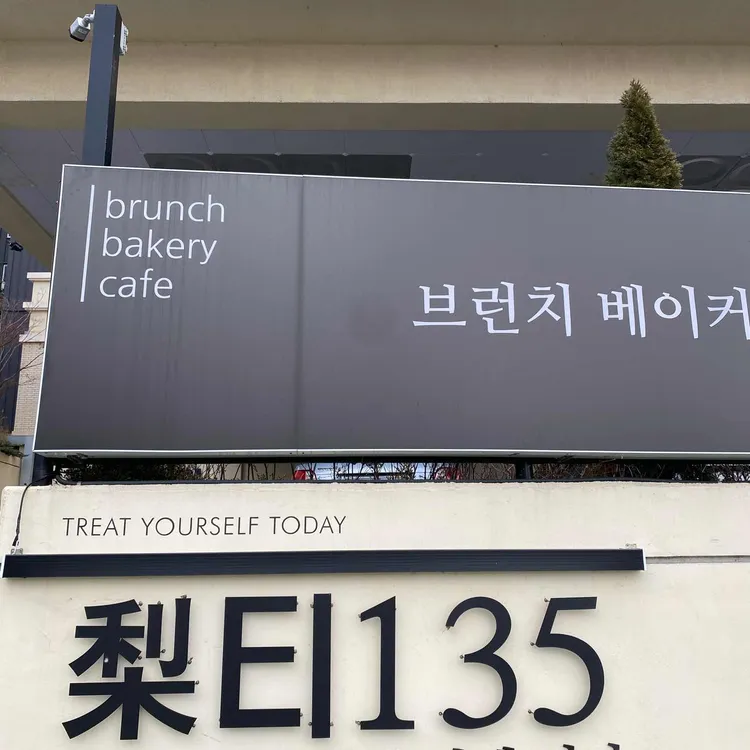 brunch
bakery
cafe
브런치 베이커
TREAT YOURSELF TODAY
梨티135